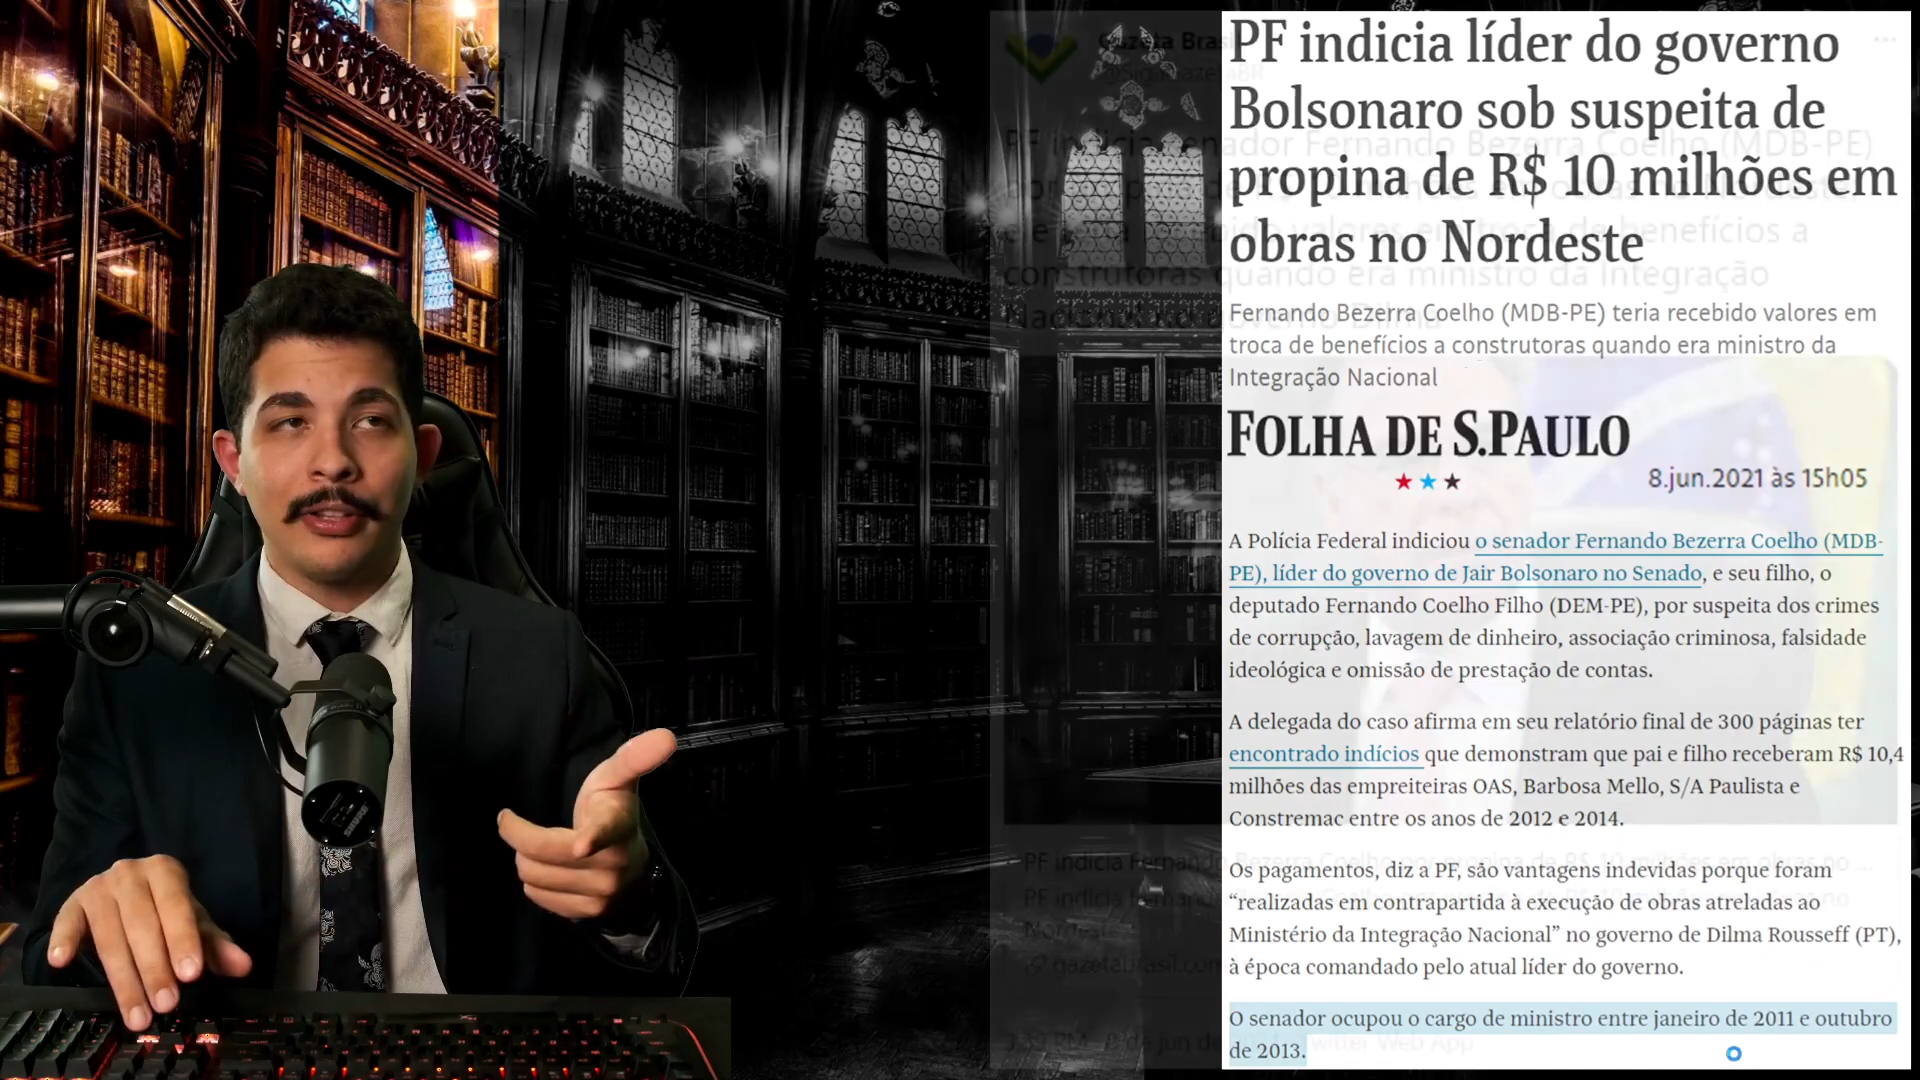 PF indicia líder do governo
Bolsonaro sob suspeita de
propina de R$ 10 milhões em
obras no Nordeste
Fernando Bezerra Coelho (MDB-PE) teria recebido valores em
troca de benefícios a construtoras quando era ministro da
Integração Nacional
FOLHA DE S.PAULO
8.jun.2021 às 15h05
A Polícia Federal indiciou o senador Fernando Bezerra Coelho (MDB-
PE), líder do governo de Jair Bolsonaro no Senado, e seu filho, o
deputado Fernando Coelho Filho (DEM-PE), por suspeita dos crimes
de corrupção, lavagem de dinheiro, associação criminosa, falsidade
ideológica e omissão de prestação de contas.
A delegada do caso afirma em seu relatório final de 300 páginas ter
encontrado indícios que demonstram que pai e filho receberam R$ 10,4
milhões das empreiteiras OAS, Barbosa Mello, S/A Paulista e
Constremac entre os anos de 2012 e 2014.
Os pagamentos, diz a PF, são vantagens indevidas porque foram
“realizadas em contrapartida à execução de obras atreladas ao
Ministério da Integração Nacional” no governo de Dilma Rousseff (PT),
à época comandado pelo atual líder do governo.
O senador ocupou o cargo de ministro entre janeiro de 2011 e outubro
de 2013.